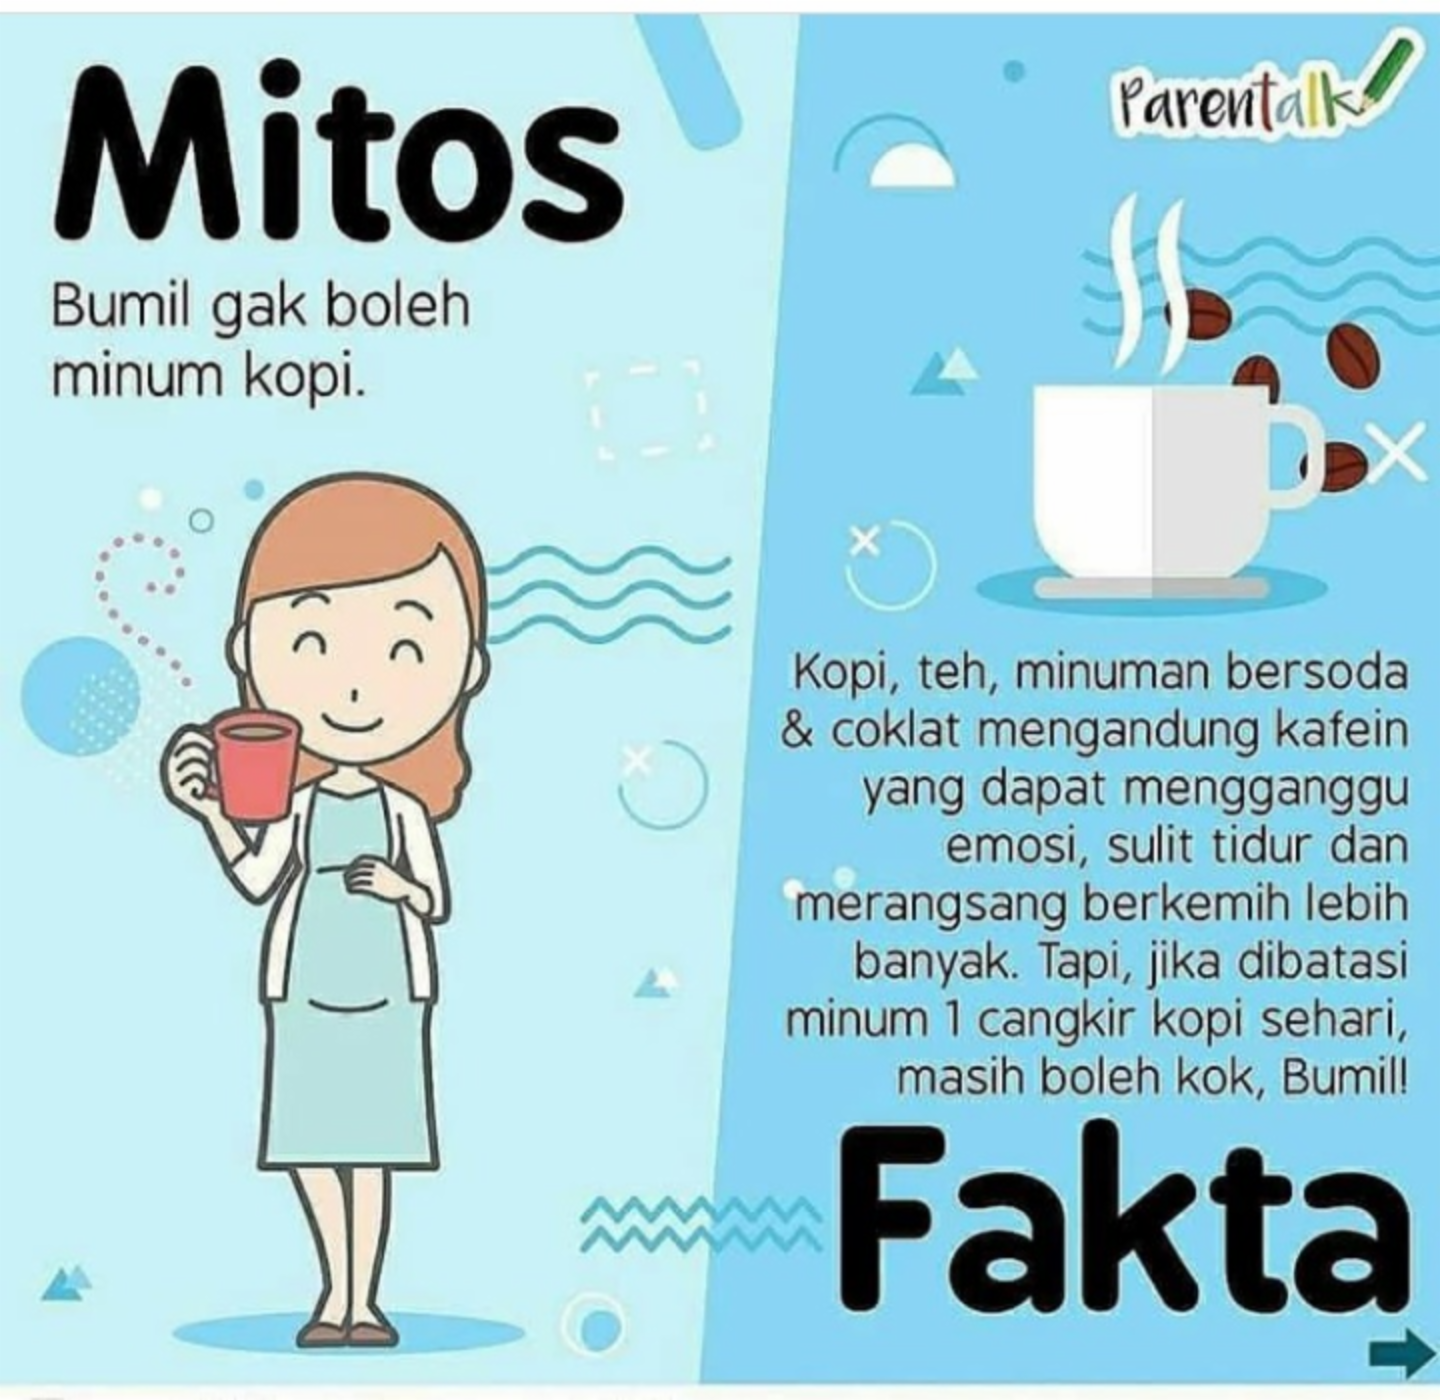 Mitos
Bumil gak boleh
minum kopi.
Parentalk
Kopi, teh, minuman bersoda
& coklat mengandung kafein
yang dapat mengganggu
emosi, sulit tidur dan
merangsang berkemih lebih
banyak. Tapi, jika dibatasi
minum 1 cangkir kopi sehari,
masih boleh kok, Bumil!
Fakta